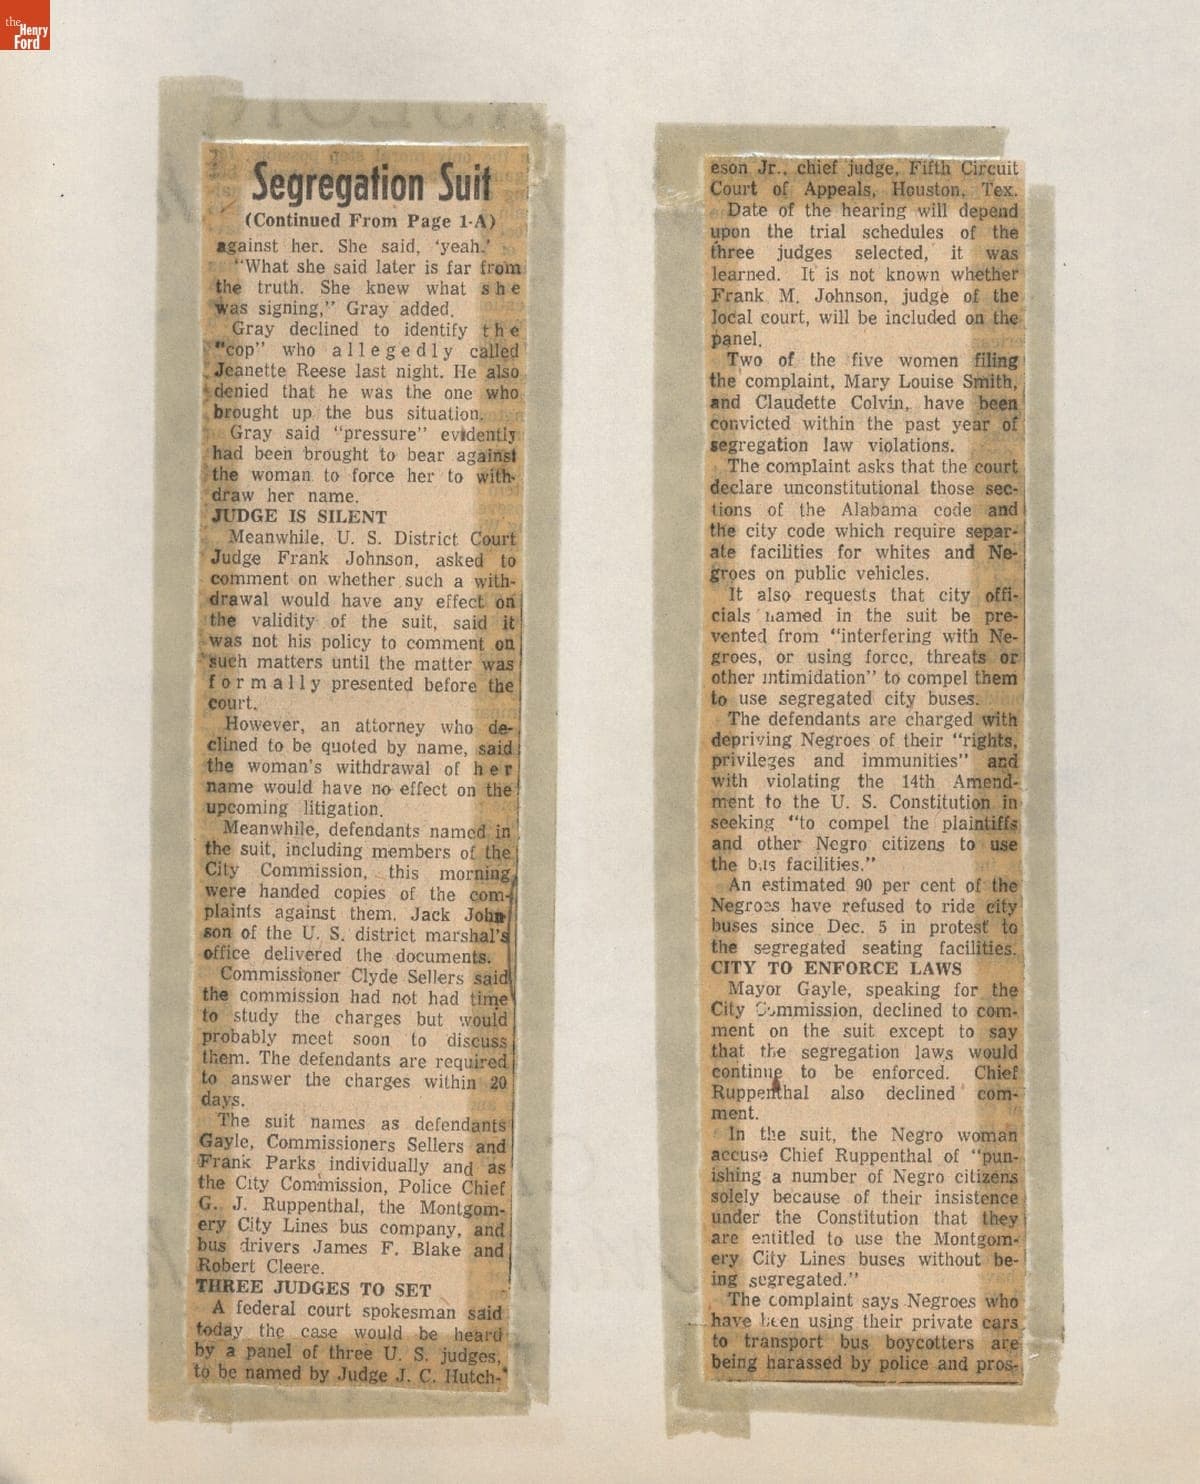 the
Henry
Ford
Segregation Suit
(Continued From Page 1-A)
against her. She said, 'yeah.'
"What she said later is far from
the truth. She knew what she
was signing," Gray added.
Gray declined to identify the
"cop" who allegedly called
Jeanette Reese last night. He also
denied that he was the one who
brought up the bus situation.
Gray said "pressure" evidently
had been brought to bear against
the woman to force her to with-
draw her name.
JUDGE IS SILENT
Meanwhile, U. S. District Court
Judge Frank Johnson, asked to
comment on whether such a with-
drawal would have any effect on
the validity of the suit, said it
was not his policy to comment on
such matters until the matter was
formally presented before the
court.
However, an attorney who de-
clined to be quoted by name, said
the woman's withdrawal of her
name would have no effect on the
upcoming litigation.
Meanwhile, defendants named in
the suit, including members of the
City Commission, this morning
were handed copies of the com-
plaints against them. Jack John-
son of the U. S. district marshal's
office delivered the documents.
Commissioner Clyde Sellers said
the commission had not had time
to study the charges but would
probably meet soon to discuss
them. The defendants are required
to answer the charges within 20
days.
The suit names as defendants
Gayle, Commissioners Sellers and
Frank Parks individually and as
the City Commission, Police Chief
G. J. Ruppenthal, the Montgom-
ery City Lines bus company, and
bus drivers James F. Blake and
Robert Cleere.
THREE JUDGES TO SET
A federal court spokesman said
today the case would be heard
by a panel of three U. S. judges,
to be named by Judge J. C. Hutch-
eson Jr., chief judge, Fifth Circuit
Court of Appeals, Houston, Tex.
Date of the hearing will depend
upon the trial schedules of the
three judges selected, it was
learned. It is not known whether
Frank M. Johnson, judge of the
local court, will be included on the
panel.
Two of the five women filing
the complaint, Mary Louise Smith,
and Claudette Colvin, have been
convicted within the past year of
segregation law violations.
The complaint asks that the court
declare unconstitutional those sec-
tions of the Alabama code and
the city code which require separ-
ate facilities for whites and Ne-
groes on public vehicles.
It also requests that city offi-
cials named in the suit be pre-
vented from "interfering with Ne-
groes, or using force, threats or
other intimidation" to compel them
to use segregated city buses.
The defendants are charged with
depriving Negroes of their "rights,
privileges and immunities" and
with violating the 14th Amend-
ment to the U. S. Constitution in
seeking "to compel the plaintiffs
and other Negro citizens to use
the bus facilities."
An estimated 90 per cent of the
Negroes have refused to ride city
buses since Dec. 5 in protest to
the segregated seating facilities.
CITY TO ENFORCE LAWS
Mayor Gayle, speaking for the
City Commission, declined to com-
ment on the suit except to say
that the segregation laws would
continue to be enforced. Chief
Ruppenthal also declined com-
ment.
In the suit, the Negro woman
accuse Chief Ruppenthal of "pun-
ishing a number of Negro citizens
solely because of their insistence
under the Constitution that they
are entitled to use the Montgom-
ery City Lines buses without be-
ing segregated."
The complaint says Negroes who
have been using their private cars
to transport bus boycotters are
being harassed by police and pros-